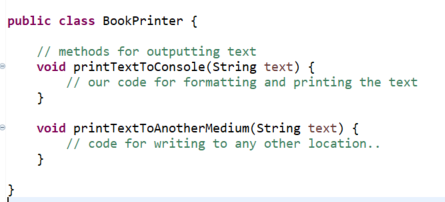 public class BookPrinter {
// methods for outputting text
void printTextToConsole(String text) {
// our code for formatting and printing the text
}
void printTextToAnotherMedium(String text) {
// code for writing to any other location..
}
}